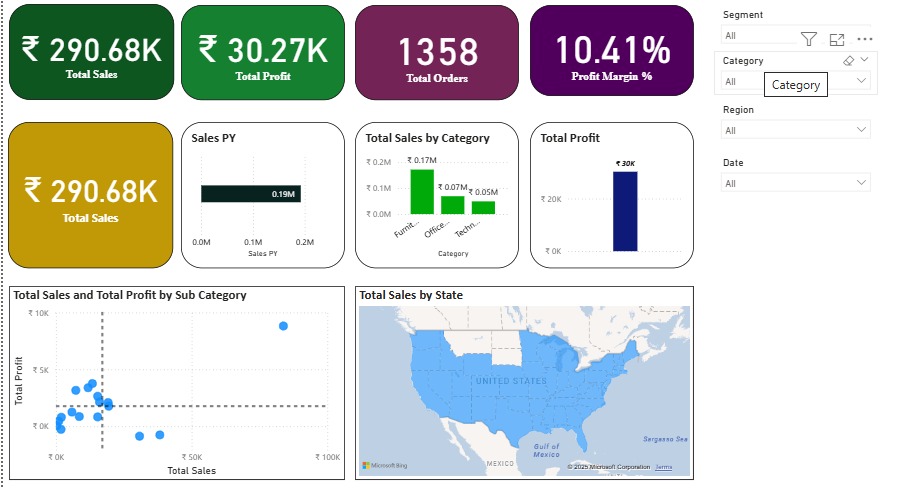 ₹ 290.68K
Total Sales
₹ 30.27K
Total Profit
1358
Total Orders
10.41%
Profit Margin %
Segment
All
Category
All
Category
Region
All
Date
All
₹ 290.68K
Total Sales
Sales PY
0.19M
0.0M 0.1M 0.2M
Sales PY
Total Sales by Category
₹ 0.2M
₹ 0.1M
₹ 0.0M
₹ 0.17M
₹ 0.07M
₹ 0.05M
Furnit...
Office...
Techn...
Category
Total Profit
₹ 30K
₹ 20K
₹ 0K
Total Sales and Total Profit by Sub Category
Total Profit
₹ 10K
₹ 5K
₹ 0K
₹ 0K ₹ 50K ₹ 100K
Total Sales
Total Sales by State
UNITED STATES
MEXICO
Gulf of
Mexico
Sargasso Sea
Microsoft Bing
© 2025 Microsoft Corporation Terms